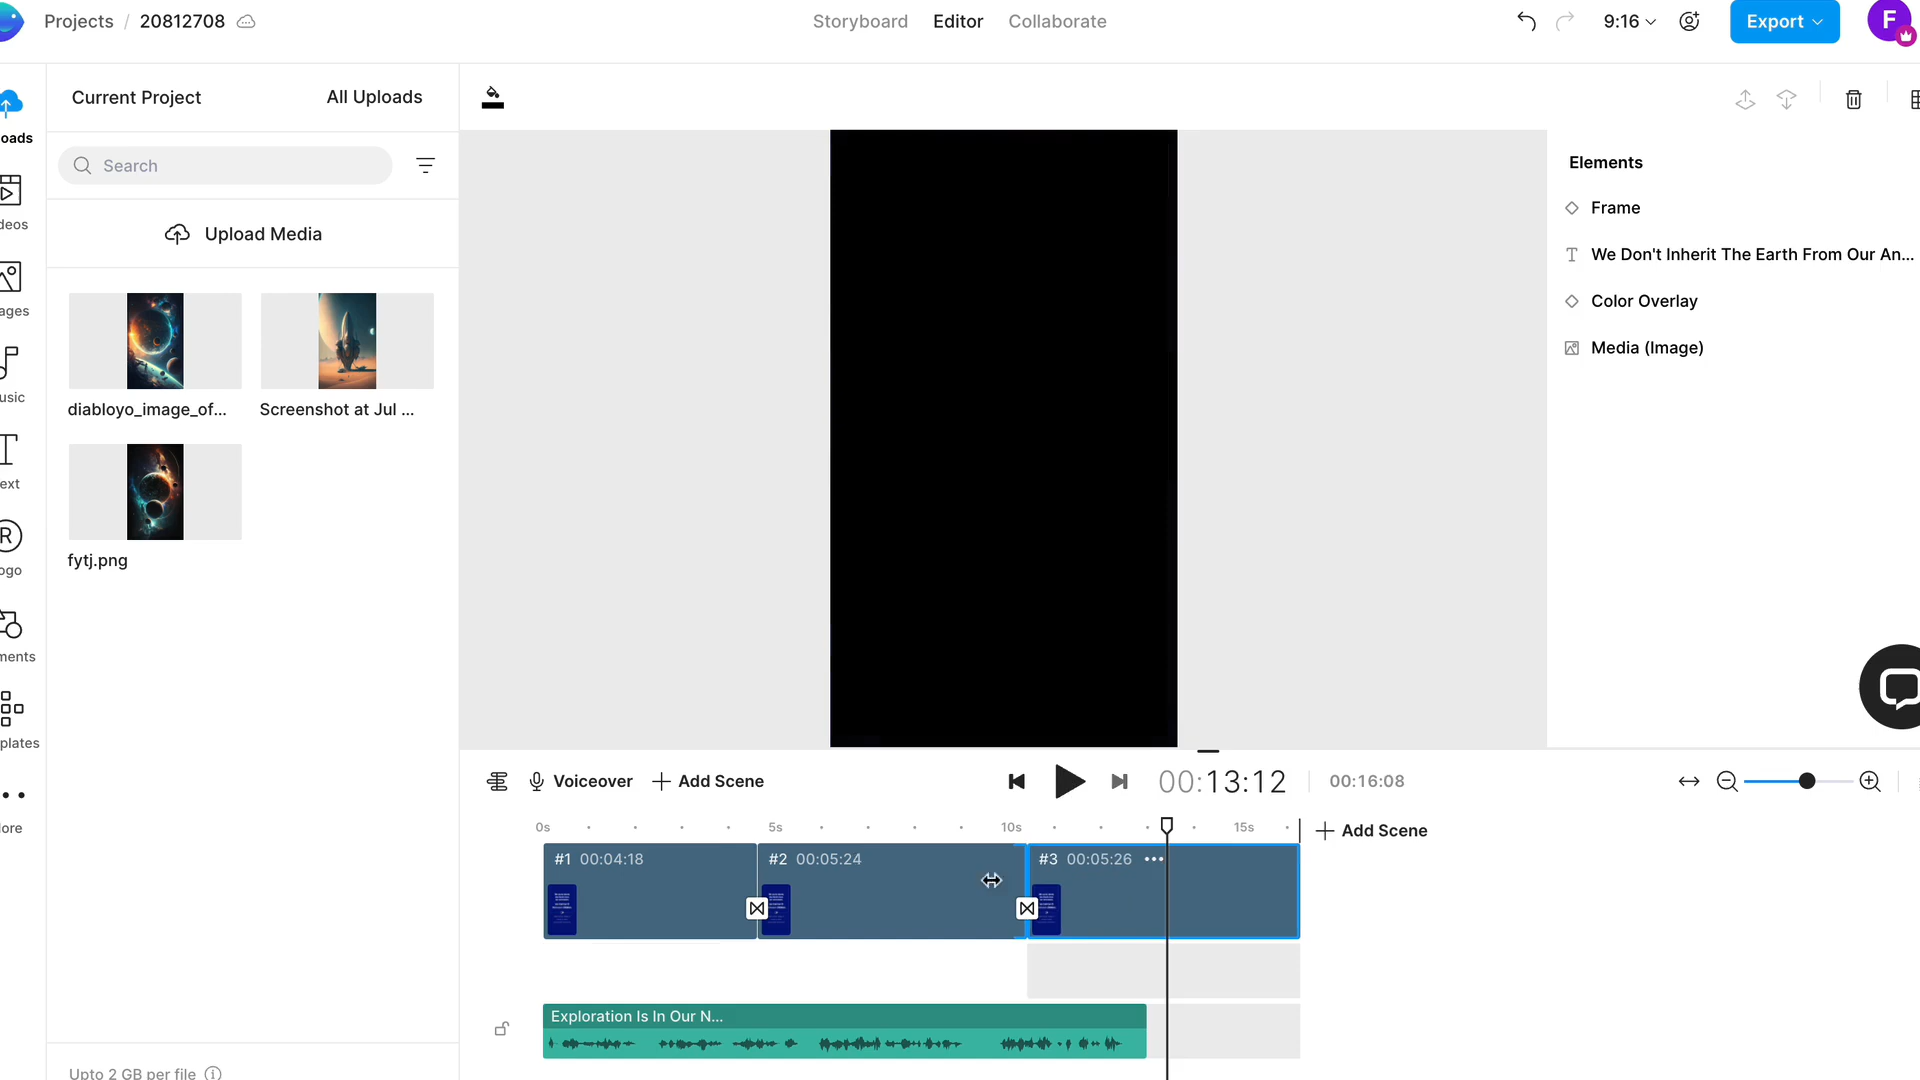 Projects / 20812708
Storyboard
Editor
Collaborate
9:16
Export
F
oads
deos
ages
usic
ext
ogo
ments
plates
ore
Current Project
All Uploads
Search
Upload Media
diabloyo_image_of...
Screenshot at Jul ...
fytj.png
Upto 2 GB per file
Elements
Frame
We Don't Inherit The Earth From Our An...
Color Overlay
Media (Image)
Voiceover
Add Scene
00:13:12
00:16:08
0s
5s
10s
15s
Add Scene
#1 00:04:18
#2 00:05:24
#3 00:05:26
Exploration Is In Our N...